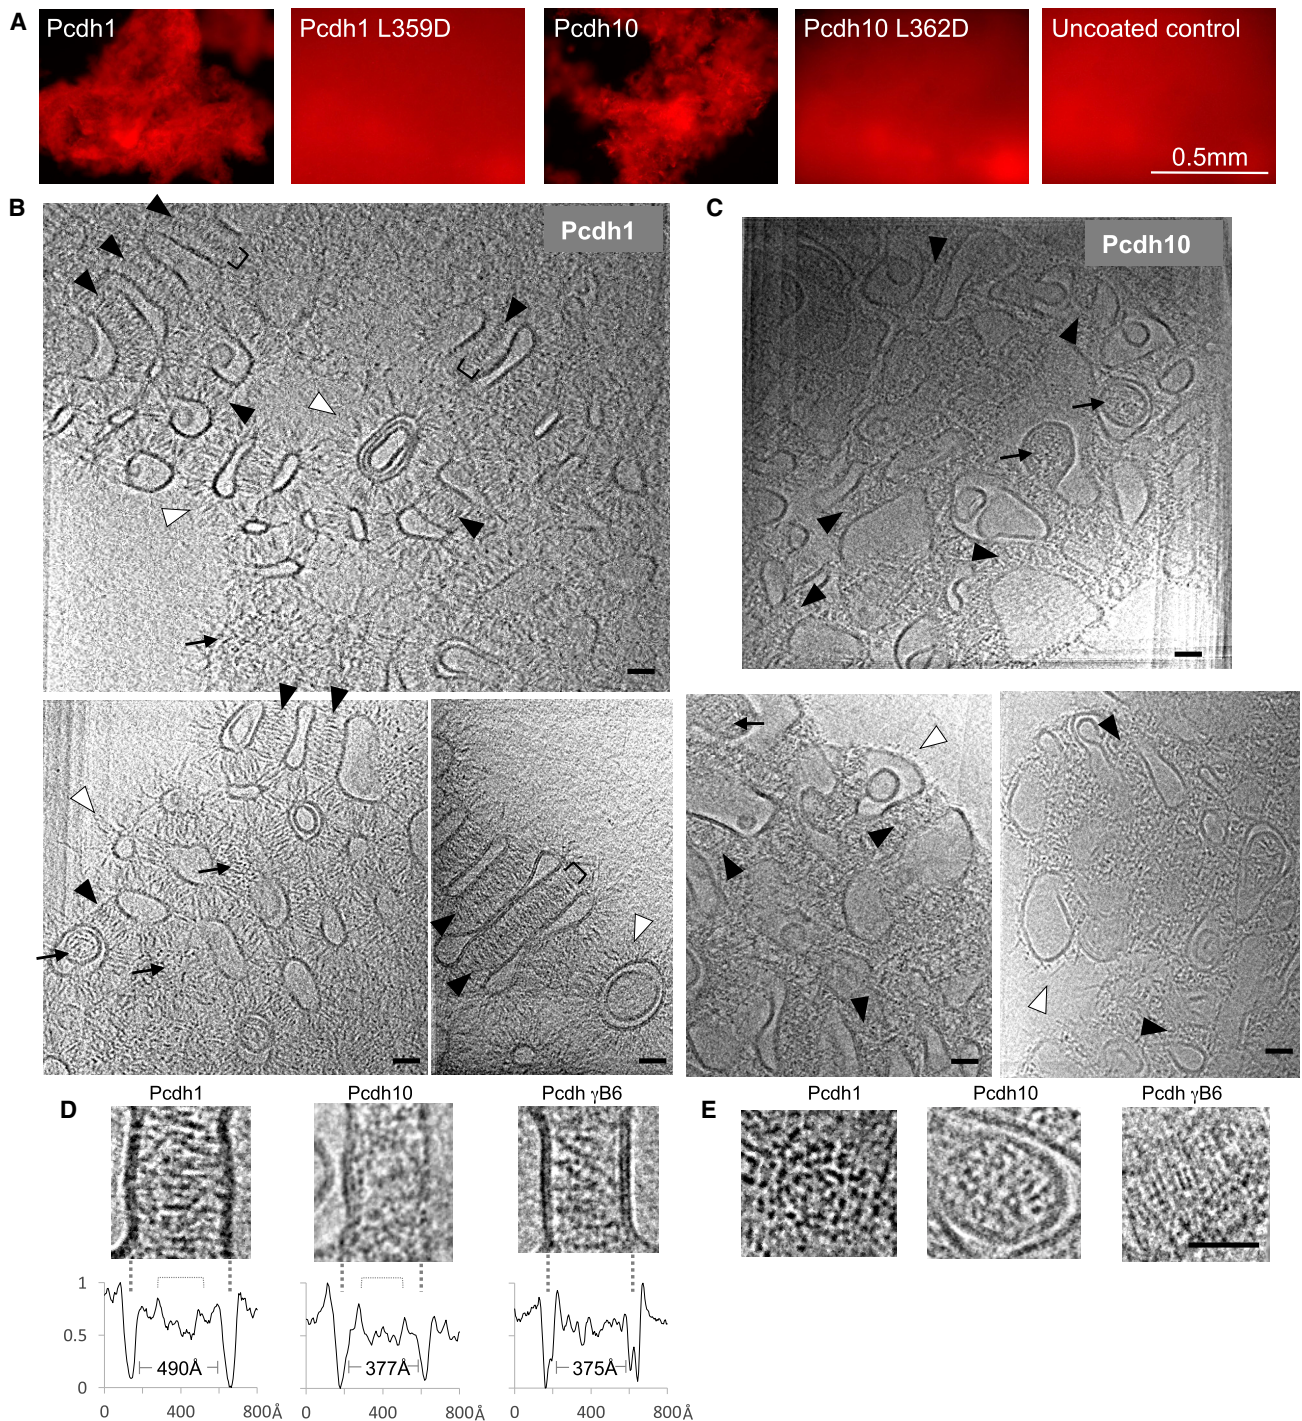 A
Pcdh1
Pcdh1 L359D
Pcdh10
Pcdh10 L362D
Uncoated control
0.5mm
B
Pcdh1
C
Pcdh10
D
Pcdh1
Pcdh10
Pcdh γB6
E
Pcdh1
Pcdh10
Pcdh γB6
1
0.5
0
490Å
377Å
375Å
0 400 800Å
0 400 800Å
0 400 800Å